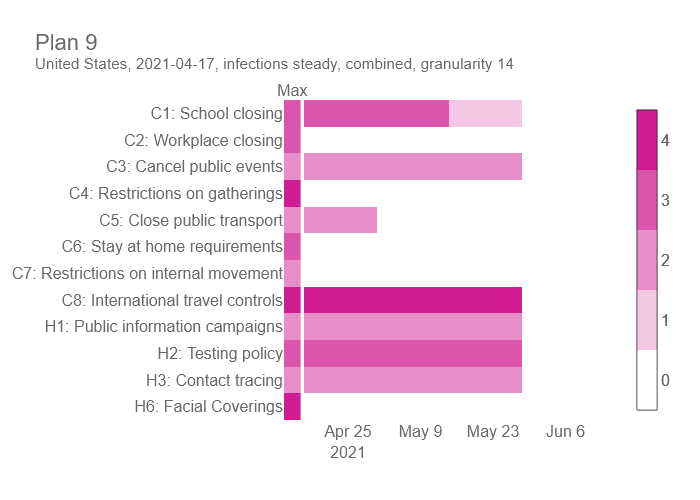 Plan 9
United States, 2021-04-17, infections steady, combined, granularity 14
Max
C1: School closing
C2: Workplace closing
C3: Cancel public events
C4: Restrictions on gatherings
C5: Close public transport
C6: Stay at home requirements
C7: Restrictions on internal movement
C8: International travel controls
H1: Public information campaigns
H2: Testing policy
H3: Contact tracing
H6: Facial Coverings
Apr 25 May 9 May 23 Jun 6
2021
4
3
2
1
0